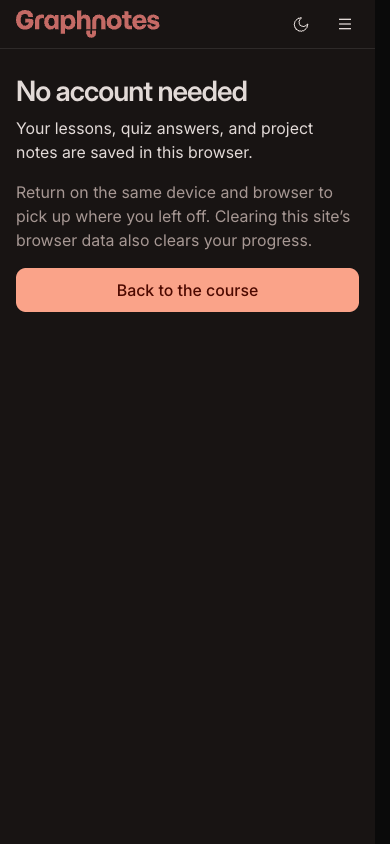 Graphnotes
No account needed
Your lessons, quiz answers, and project
notes are saved in this browser.
Return on the same device and browser to
pick up where you left off. Clearing this site’s
browser data also clears your progress.
Back to the course